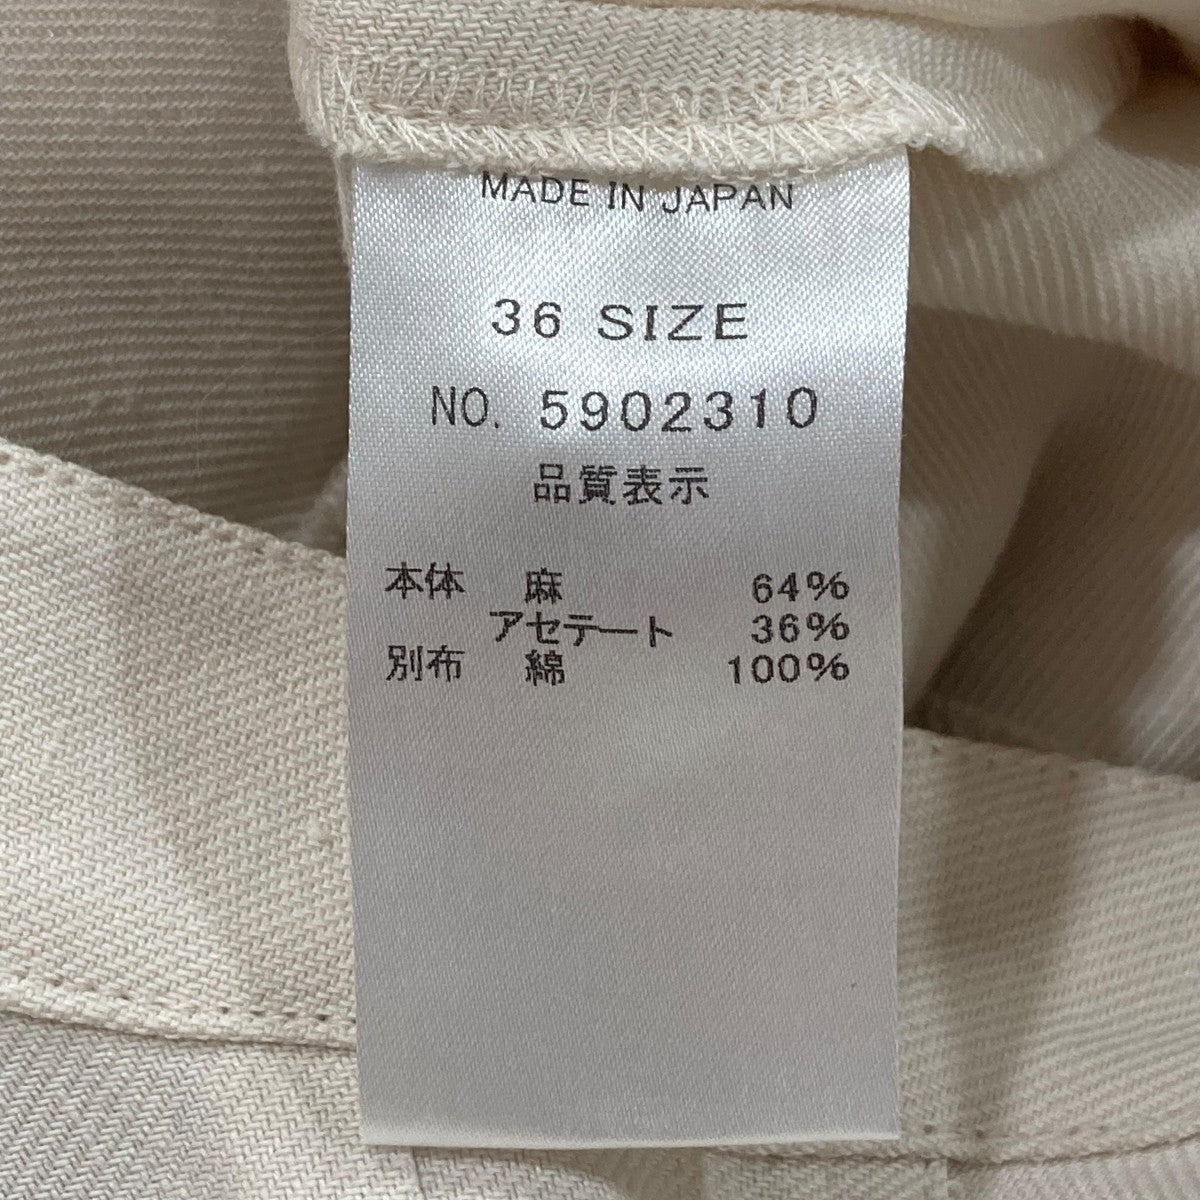 MADE IN JAPAN
36 SIZE
NO. 5902310
品質表示
本体 麻 64%
アセテート 36%
別布 綿 100%